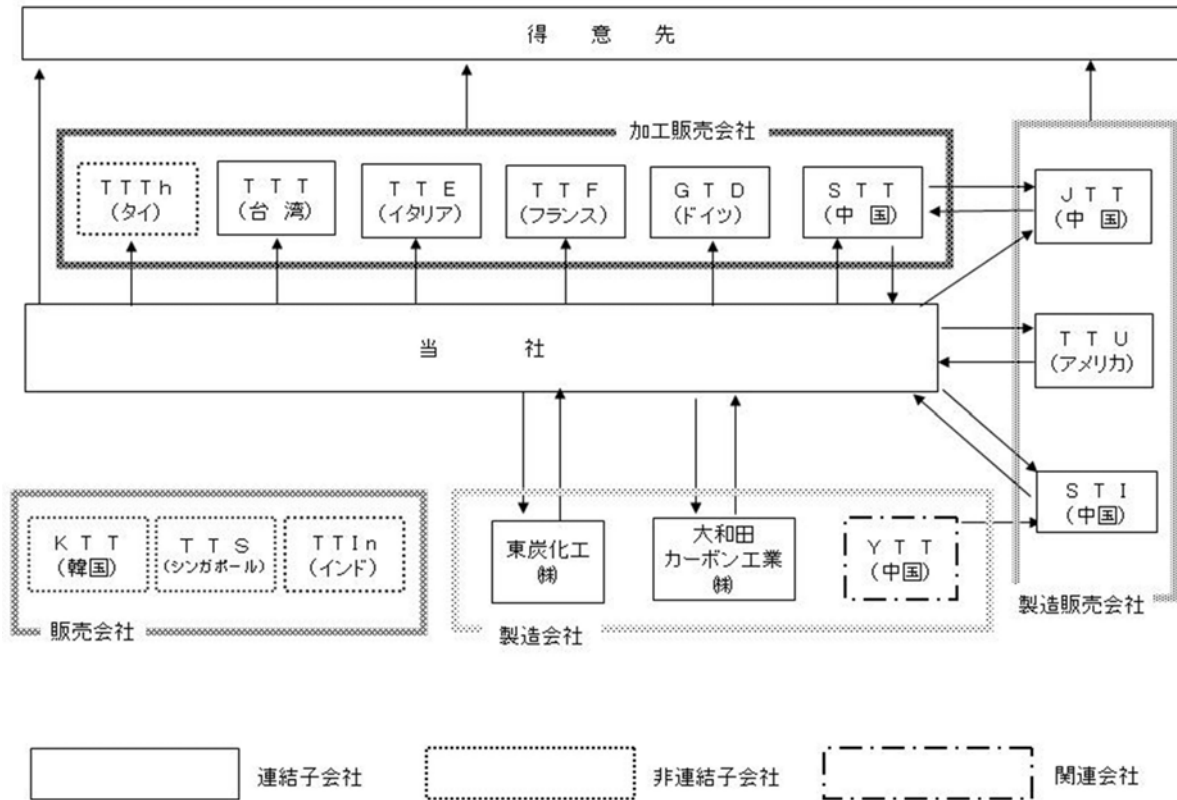 得 意 先
加工販売会社
TTTh
(タイ)
TTT
(台 湾)
TTE
(イタリア)
TTF
(フランス)
GTD
(ドイツ)
STT
(中 国)
JTT
(中 国)
当 社
TTU
(アメリカ)
STI
(中国)
KTT
(韓国)
TTS
(シンガポール)
TTIn
(インド)
販売会社
東炭化工
㈱
大和田
カーボン工業
㈱
YTT
(中国)
製造会社
製造販売会社
連結子会社
非連結子会社
関連会社